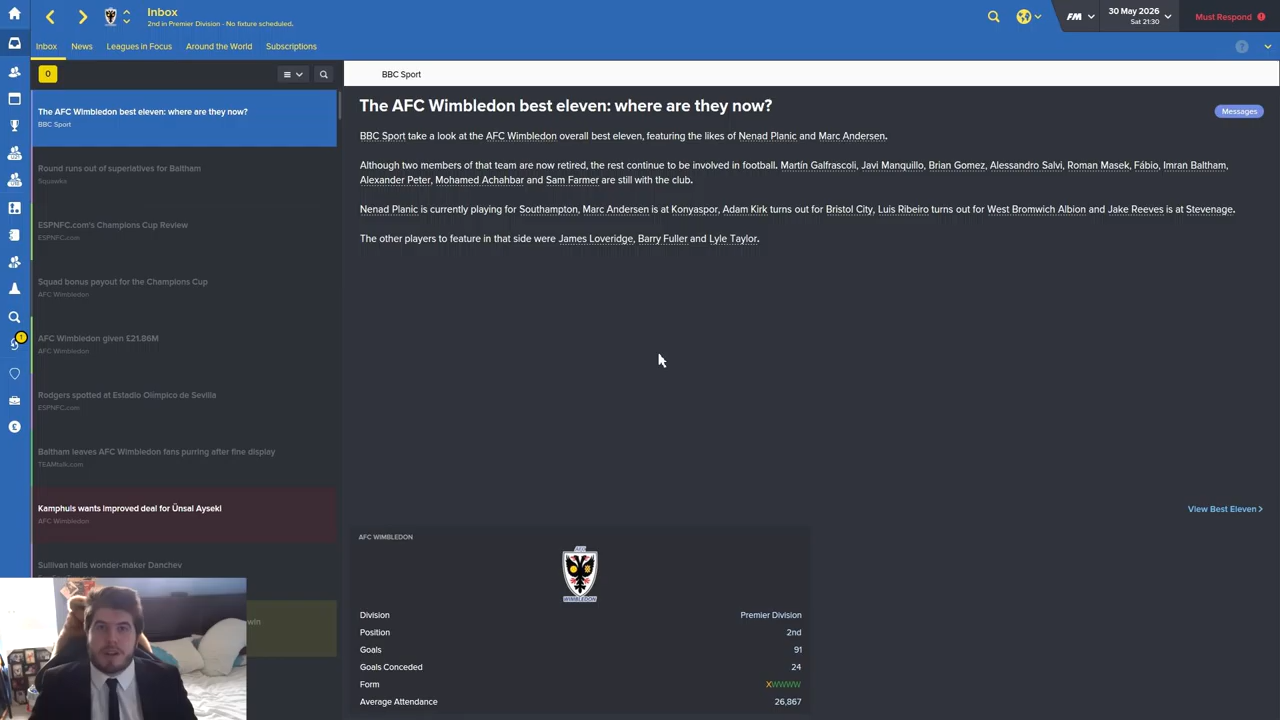 Inbox
2nd in Premier Division - No fixture scheduled.
FM
30 May 2026
Sat 21:30
Must Respond
Inbox
News
Leagues in Focus
Around the World
Subscriptions
0
BBC Sport
The AFC Wimbledon best eleven: where are they now?
BBC Sport
Round runs out of superlatives for Baltham
Squawka
ESPNFC.com's Champions Cup Review
ESPNFC.com
Squad bonus payout for the Champions Cup
AFC Wimbledon
AFC Wimbledon given £21.86M
AFC Wimbledon
Rodgers spotted at Estadio Olímpico de Sevilla
ESPNFC.com
Baltham leaves AFC Wimbledon fans purring after fine display
TEAMtalk.com
Kamphuis wants improved deal for Ünsal Ayseki
AFC Wimbledon
Sullivan hails wonder-maker Danchev
win
1
The AFC Wimbledon best eleven: where are they now?
Messages
BBC Sport take a look at the AFC Wimbledon overall best eleven, featuring the likes of Nenad Planic and Marc Andersen.
Although two members of that team are now retired, the rest continue to be involved in football. Martín Galfrascoli, Javi Manquillo, Brian Gomez, Alessandro Salvi, Roman Masek, Fábio, Imran Baltham,
Alexander Peter, Mohamed Achahbar and Sam Farmer are still with the club.
Nenad Planic is currently playing for Southampton, Marc Andersen is at Konyaspor, Adam Kirk turns out for Bristol City, Luis Ribeiro turns out for West Bromwich Albion and Jake Reeves is at Stevenage.
The other players to feature in that side were James Loveridge, Barry Fuller and Lyle Taylor.
View Best Eleven >
AFC WIMBLEDON
AFC
WIMBLEDON
Division Premier Division
Position 2nd
Goals 91
Goals Conceded 24
Form XWWWW
Average Attendance 26,867